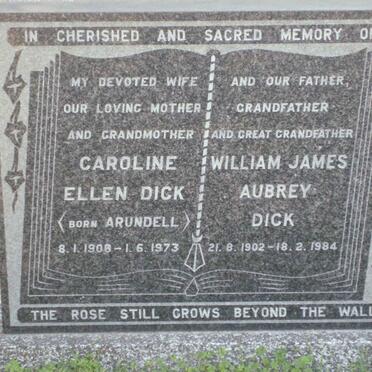 IN CHERISHED AND SACRED MEMORY OF
MY DEVOTED WIFE
OUR LOVING MOTHER
AND GRANDMOTHER
CAROLINE
ELLEN DICK
(BORN ARUNDELL)
8.1.1908-1.6.1973
AND OUR FATHER,
GRANDFATHER
AND GREAT GRANDFATHER
WILLIAM JAMES
AUBREY
DICK
21.8.1902-18.2.1984
THE ROSE STILL GROWS BEYOND THE WALL